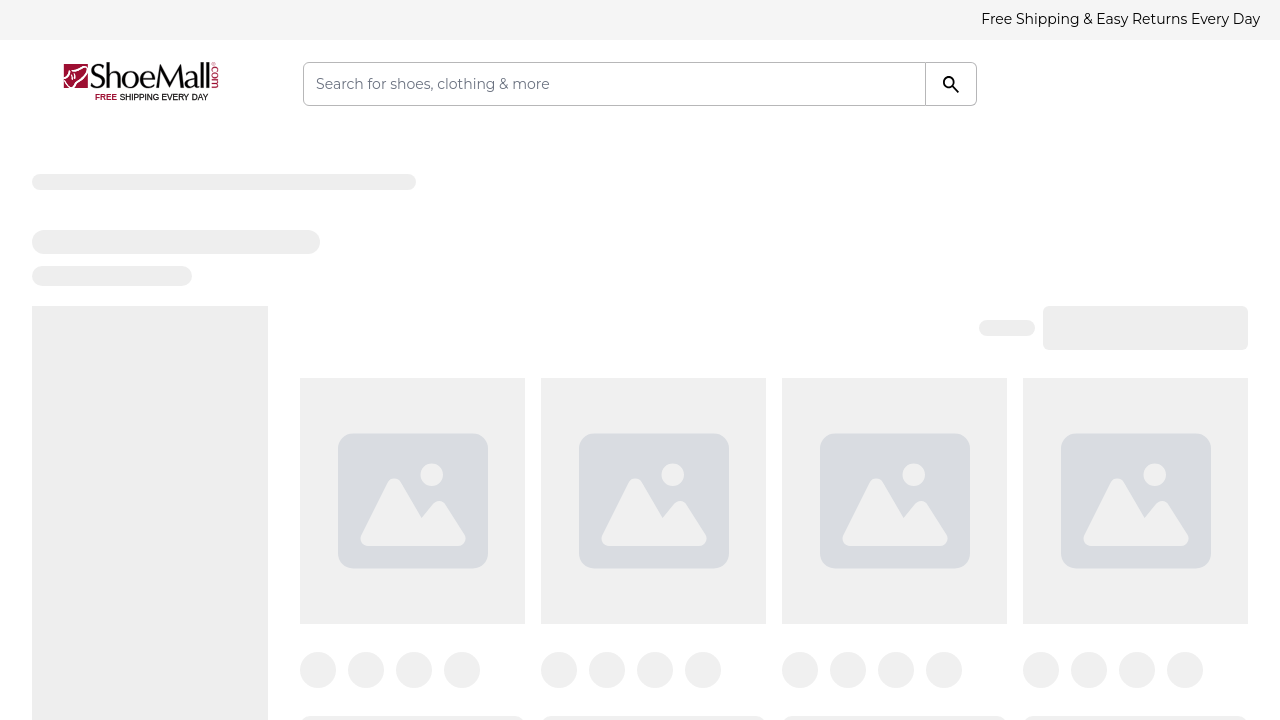 Free Shipping & Easy Returns Every Day
ShoeMall.com
FREE SHIPPING EVERY DAY
Search for shoes, clothing & more